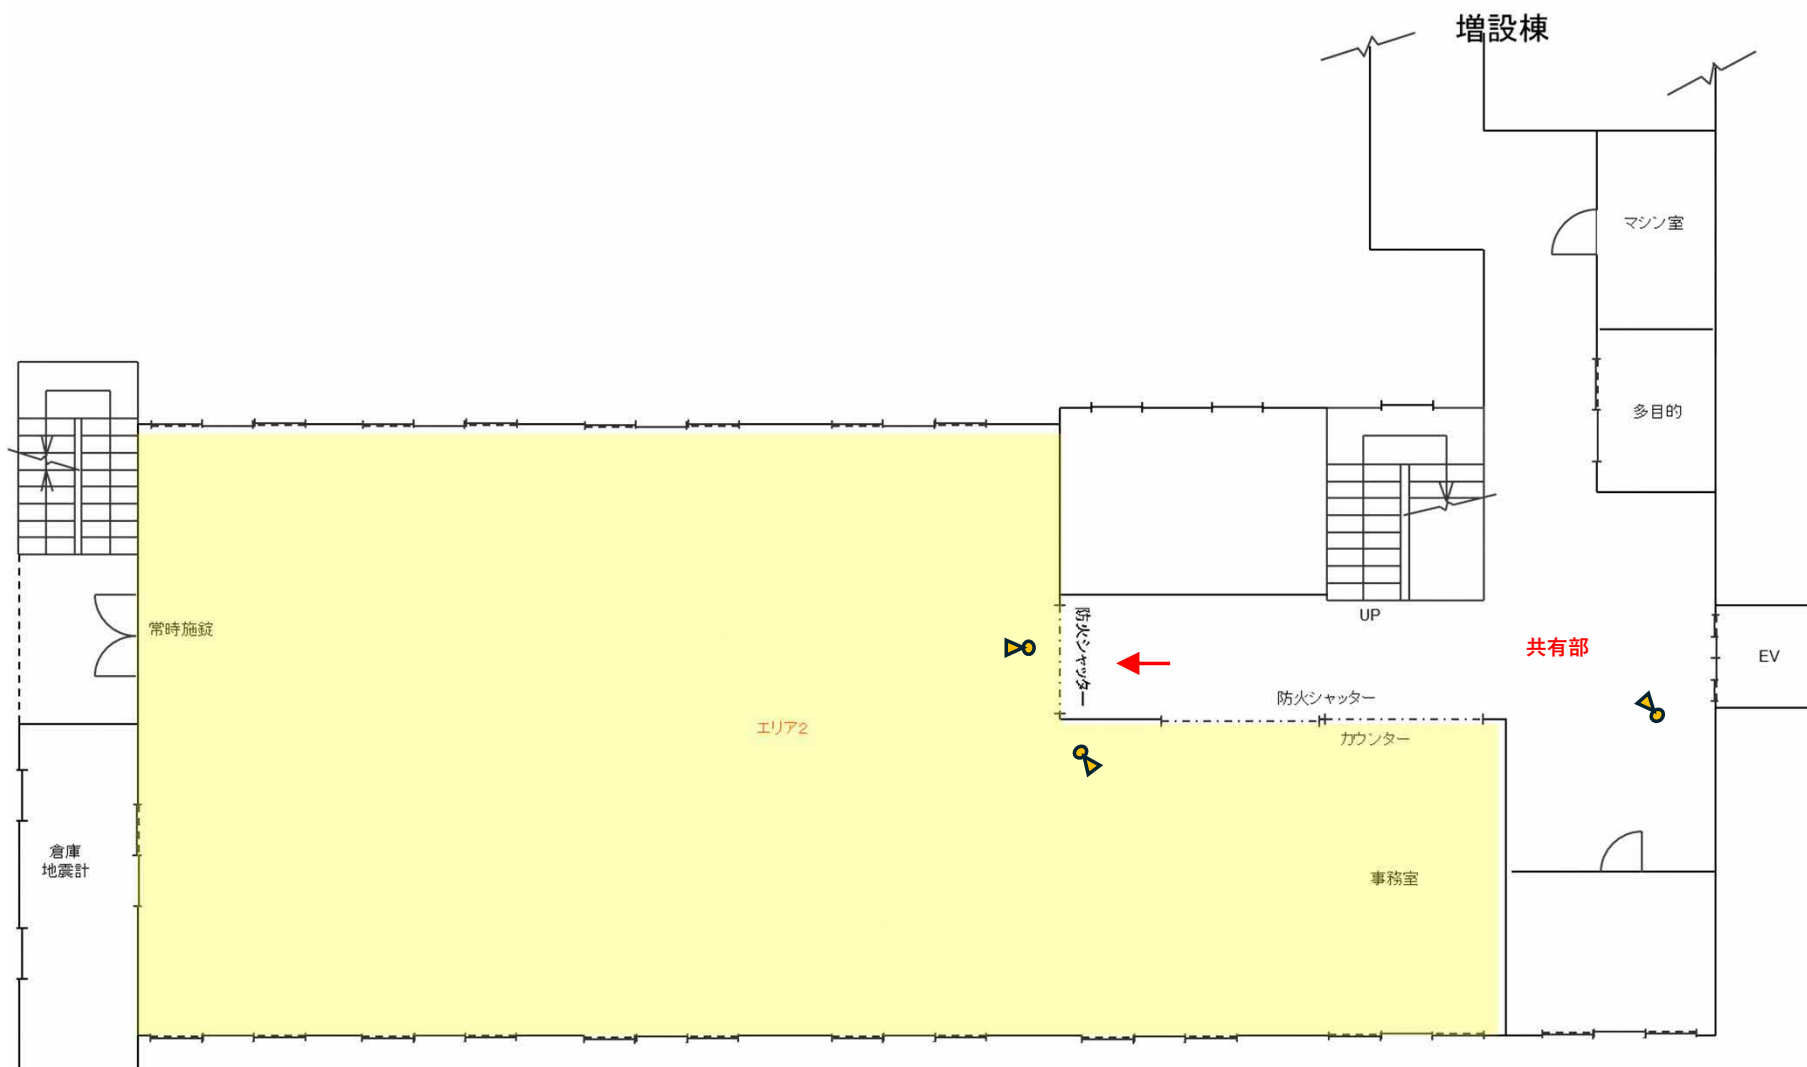 増設棟
マシン室
多目的
常時施錠
防火シャッター
UP
共有部
EV
防火シャッター
カウンター
エリア2
倉庫
地震計
事務室